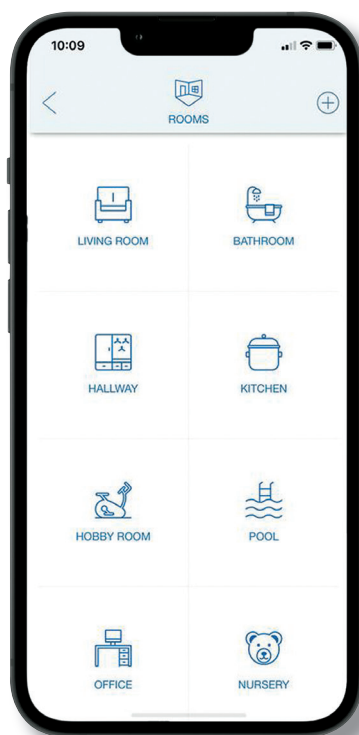 10:09
ROOMS
LIVING ROOM
BATHROOM
HALLWAY
KITCHEN
HOBBY ROOM
POOL
OFFICE
NURSERY